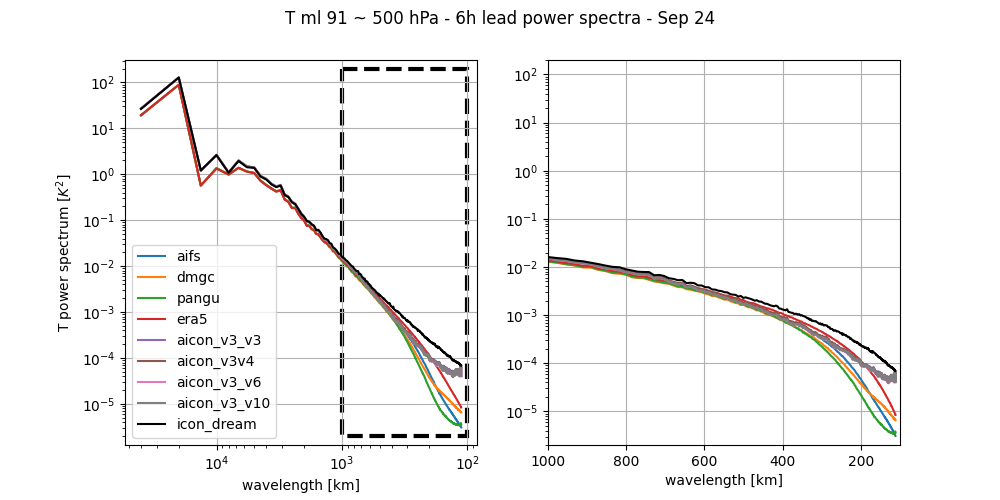 T ml 91 ~ 500 hPa - 6h lead power spectra - Sep 24
T power spectrum [K²]
10² 10¹ 10⁰ 10⁻¹ 10⁻² 10⁻³ 10⁻⁴ 10⁻⁵
aifs
dmgc
pangu
era5
aicon_v3_v3
aicon_v3v4
aicon_v3_v6
aicon_v3_v10
icon_dream
10⁴ 10³ 10²
wavelength [km]
10² 10¹ 10⁰ 10⁻¹ 10⁻² 10⁻³ 10⁻⁴ 10⁻⁵
1000 800 600 400 200
wavelength [km]